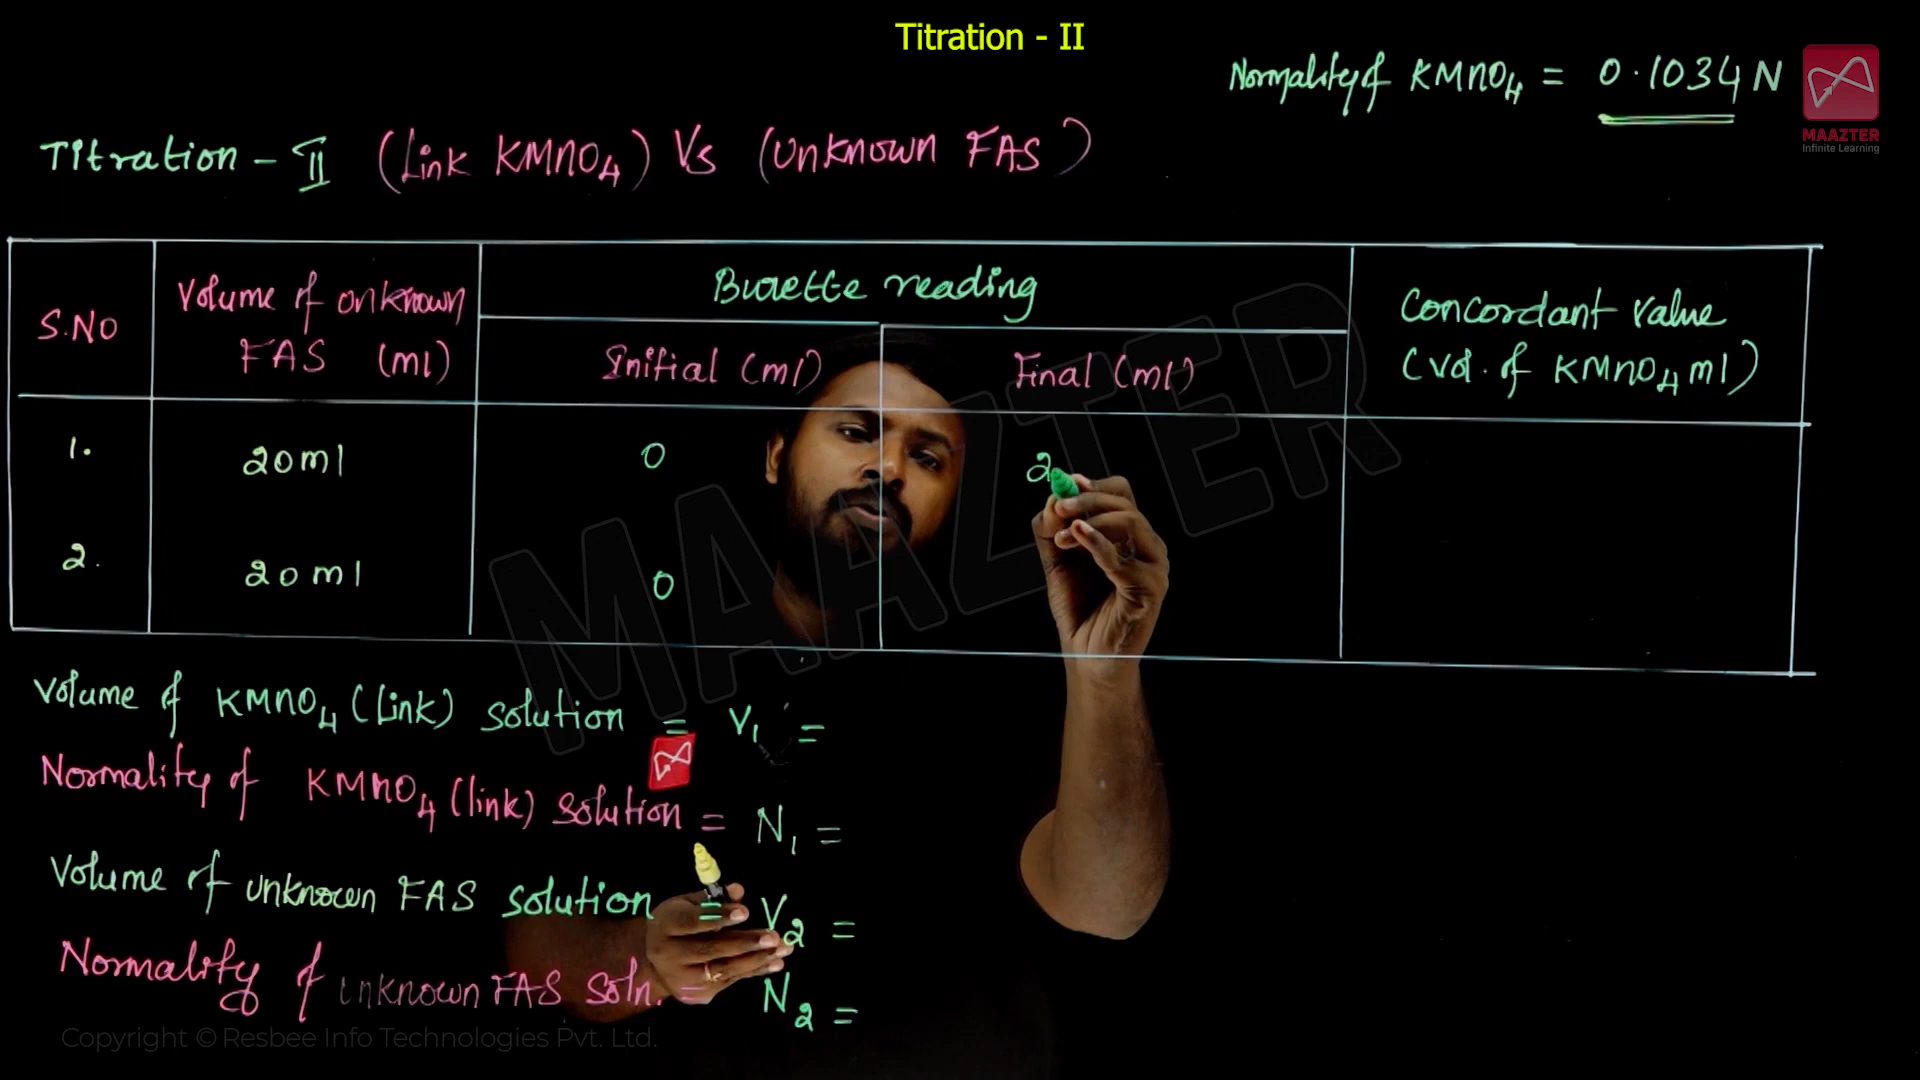 Titration - II
Normality of KMnO4 = 0.1034 N
MAAZTER
Infinite Learning
Titration - II (Link KMnO4) Vs (Unknown FAS)
S.NO
Volume of unknown FAS (ml)
Burette reading
Initial (ml)
Final (ml)
Concordant value
(Vol. of KMnO4 ml)
1.
20ml
0
2
2.
20ml
0
MAAZTER
Volume of KMnO4 (Link) solution = V1 =
Normality of KMnO4 (link) solution = N1 =
Volume of unknown FAS solution = V2 =
Normality of unknown FAS soln. = N2 =
Copyright © Resbee Info Technologies Pvt. Ltd.